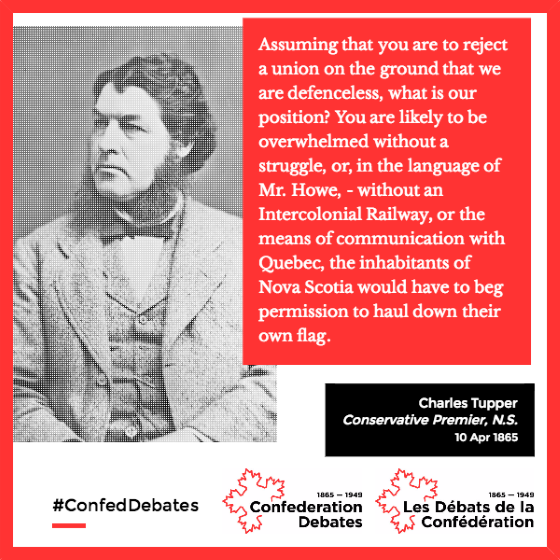 Assuming that you are to reject
a union on the ground that we
are defenceless, what is our
position? You are likely to be
overwhelmed without a
struggle, or, in the language of
Mr. Howe, - without an
Intercolonial Railway, or the
means of communication with
Quebec, the inhabitants of
Nova Scotia would have to beg
permission to haul down their
own flag.
Charles Tupper
Conservative Premier, N.S.
10 Apr 1865
#ConfedDebates
1865 — 1949
Confederation
Debates
1865 — 1949
Les Débats de la
Confédération